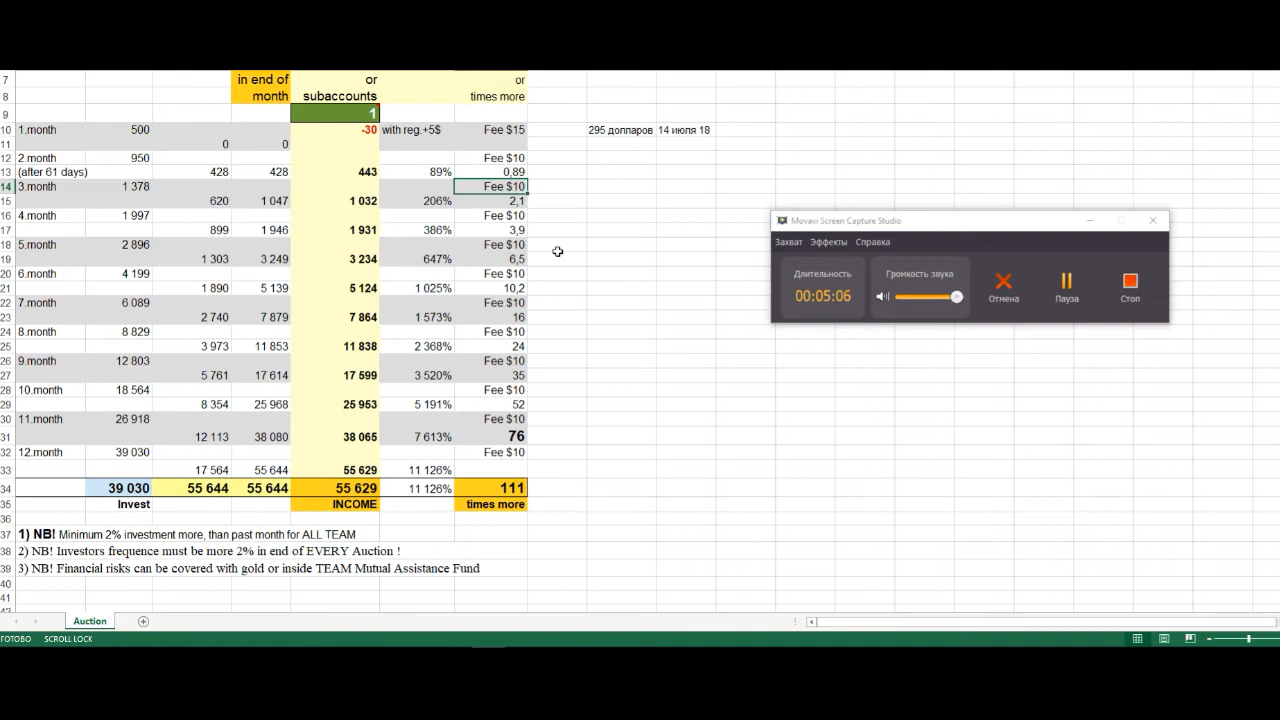 7 in end of or or
8 month subaccounts times more
9 1
10 1.month 500 -30 with reg.+5$ Fee $15 295 допларов 14 июля 18
11 0 0
12 2.month 950 Fee $10
13 (after 61 days) 428 428 443 89% 0,89
14 3.month 1 378 Fee $10
15 620 1 047 1 032 206% 2,1
16 4.month 1 997 Fee $10
17 899 1 946 1 931 386% 3,9
18 5.month 2 896 Fee $10
19 1 303 3 249 3 234 647% 6,5
20 6.month 4 199 Fee $10
21 1 890 5 139 5 124 1 025% 10,2
22 7.month 6 089 Fee $10
23 2 740 7 879 7 864 1 573% 16
24 8.month 8 829 Fee $10
25 3 973 11 853 11 838 2 368% 24
26 9.month 12 803 Fee $10
27 5 761 17 614 17 599 3 520% 35
28 10.month 18 564 Fee $10
29 8 354 25 968 25 953 5 191% 52
30 11.month 26 918 Fee $10
31 12 113 38 080 38 065 7 613% 76
32 12.month 39 030 Fee $10
33 17 564 55 644 55 629 11 126%
34 39 030 55 644 55 644 55 629 11 126% 111
35 Invest INCOME times more
36
37 1) NB! Minimum 2% investment more, than past month for ALL TEAM
38 2) NB! Investors frequence must be more 2% in end of EVERY Auction !
39 3) NB! Financial risks can be covered with gold or inside TEAM Mutual Assistance Fund
40
41
Movavi Screen Capture Studio
Захват Эффекты Справка
Длительность Громкость звука
00:05:06
Отмена Пауза Стоп
Auction
ГОТОВО SCROLL LOCK